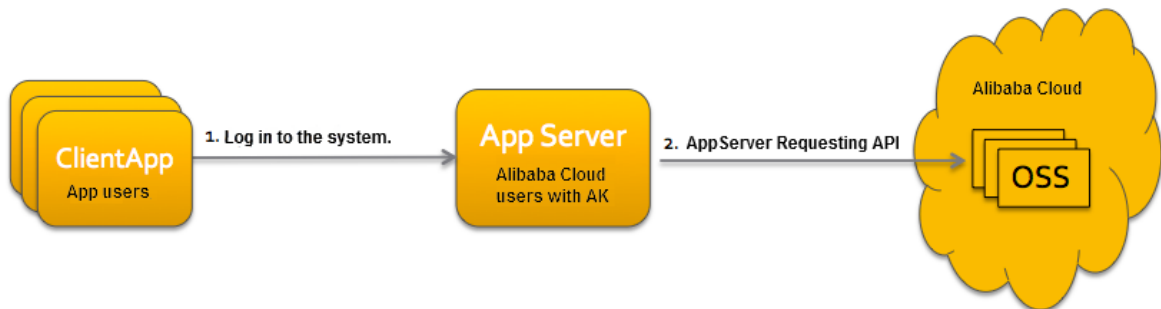 ClientApp
App users
1. Log in to the system.
App Server
Alibaba Cloud
users with AK
2. AppServer Requesting API
Alibaba Cloud
OSS